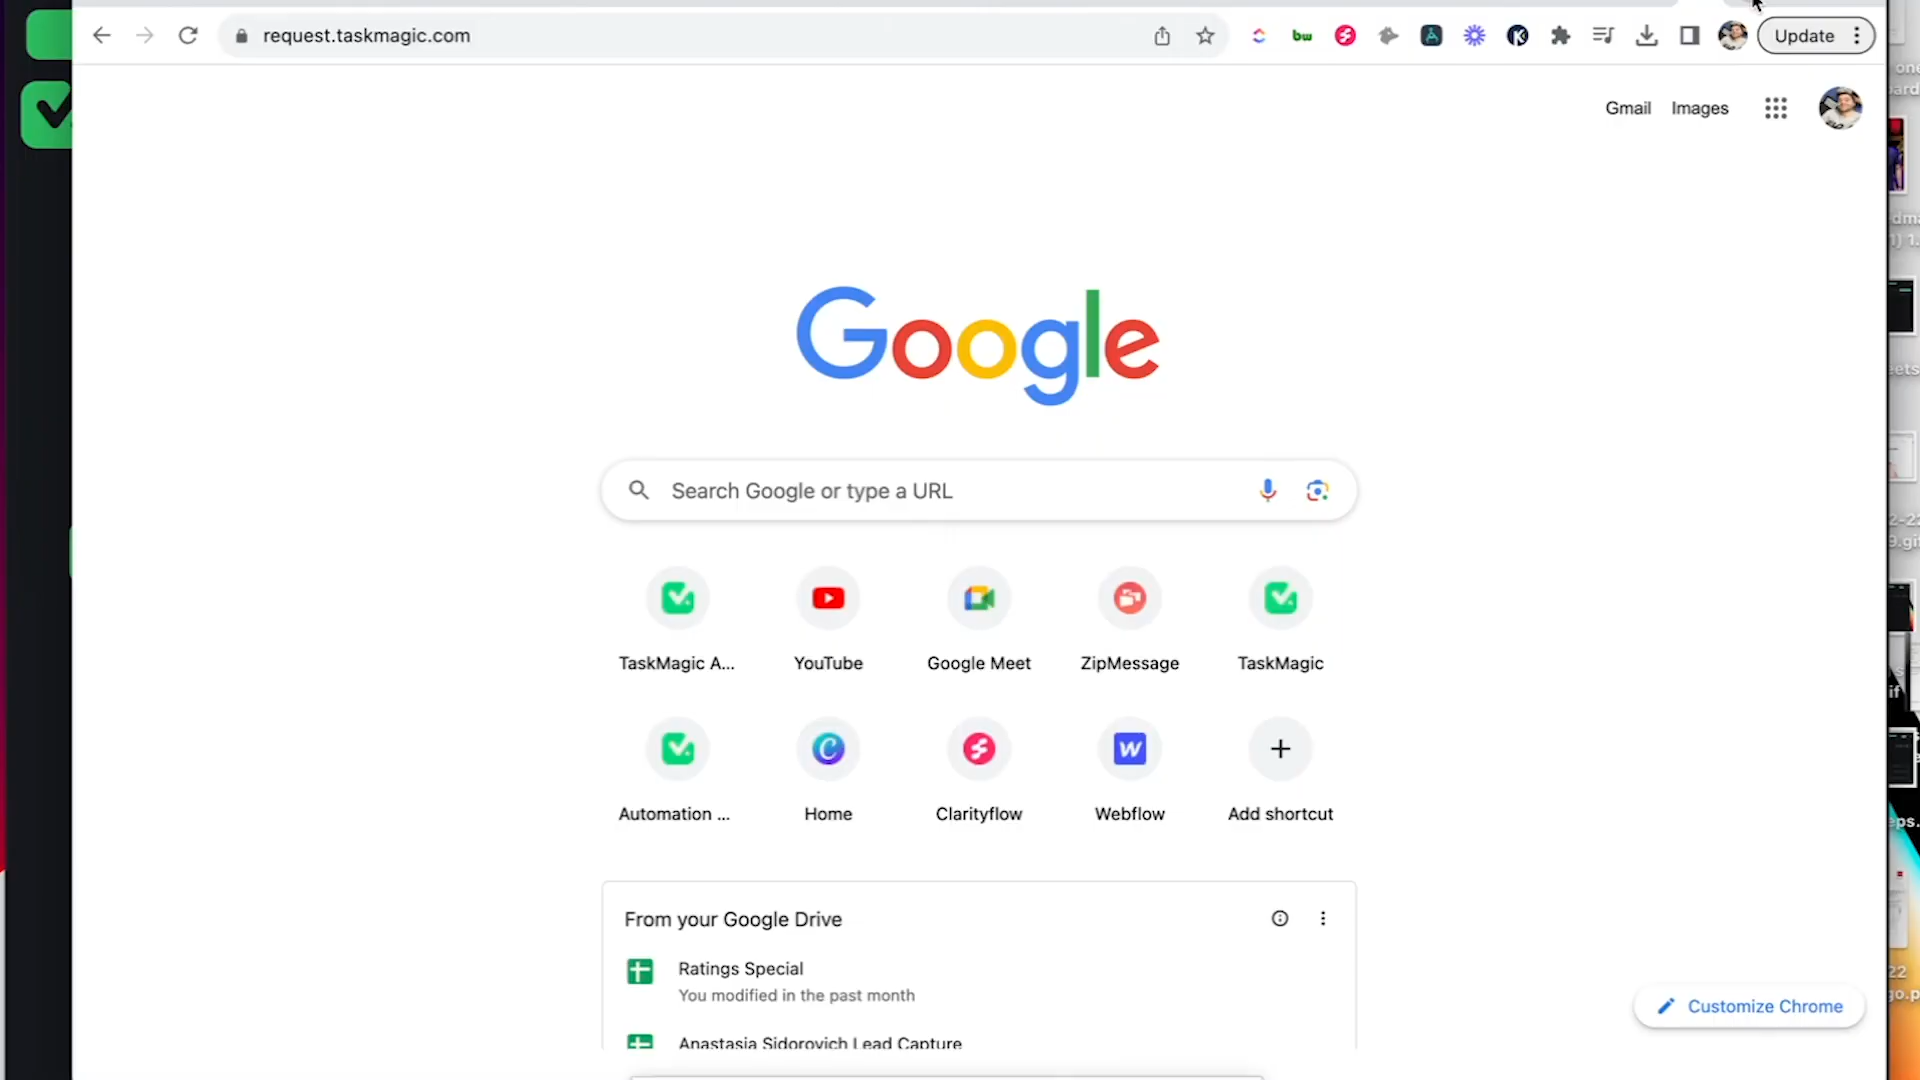 request.taskmagic.com
bw
Update
Gmail
Images
Google
Search Google or type a URL
TaskMagic A...
YouTube
Google Meet
ZipMessage
TaskMagic
Automation ...
Home
Clarityflow
Webflow
Add shortcut
From your Google Drive
Ratings Special
You modified in the past month
Anastasia Sidorovich Lead Capture
Customize Chrome